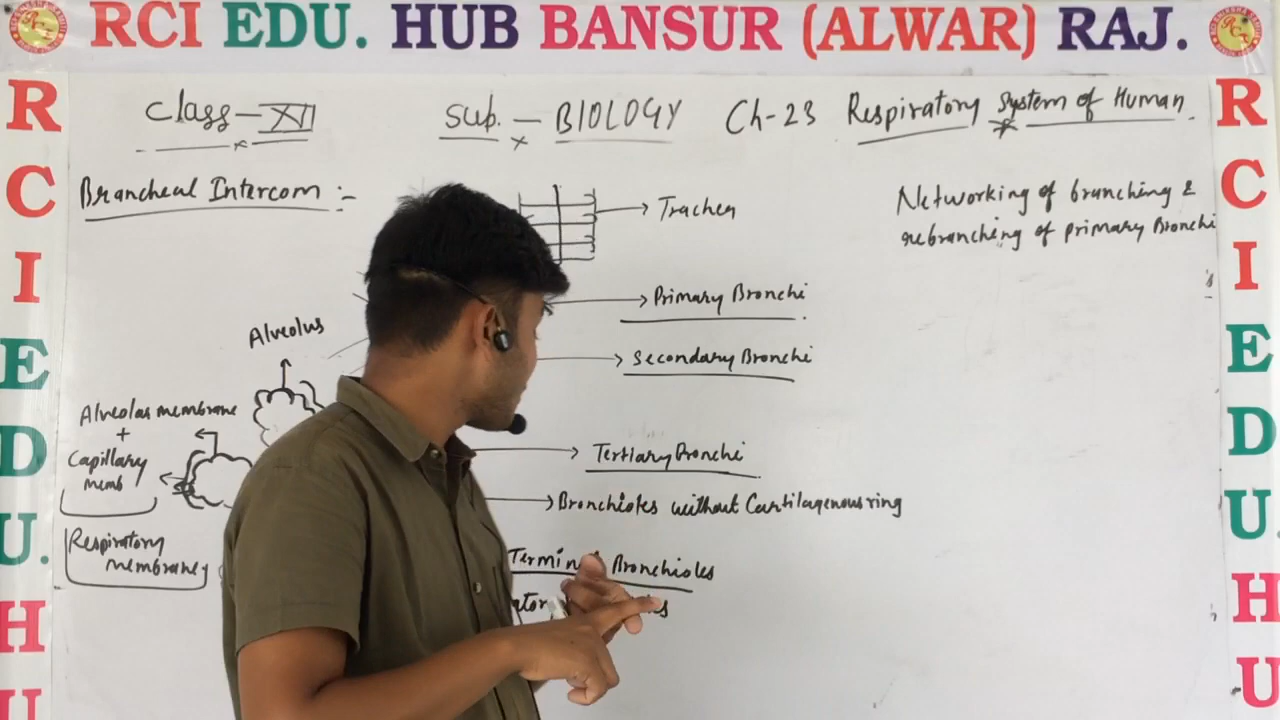 RCI EDU. HUB BANSUR (ALWAR) RAJ.
R
C
I
E
D
U.
H
U
Class-XII
Sub. - BIOLOGY
Ch-23 Respiratory System of Human
Brancheal Intercom :-
Trachea
Networking of branching &
rebranching of primary Bronchi
Primary Bronchi
Secondary Bronchi
Alveolus
Alveolar membrane
+
Capillary
memb
Tertiary Bronchi
Bronchioles without Cartilagenous ring
Respiratory
membrane
Bronchioles
R
C
I
E
D
U.
H
U